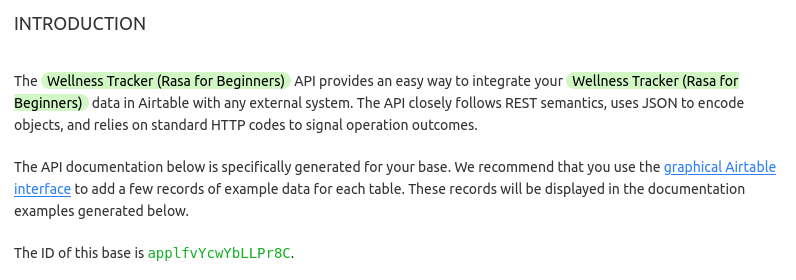 INTRODUCTION
The Wellness Tracker (Rasa for Beginners) API provides an easy way to integrate your Wellness Tracker (Rasa for
Beginners) data in Airtable with any external system. The API closely follows REST semantics, uses JSON to encode
objects, and relies on standard HTTP codes to signal operation outcomes.
The API documentation below is specifically generated for your base. We recommend that you use the graphical Airtable
interface to add a few records of example data for each table. These records will be displayed in the documentation
examples generated below.
The ID of this base is applfvYcwYbLLPr8C.